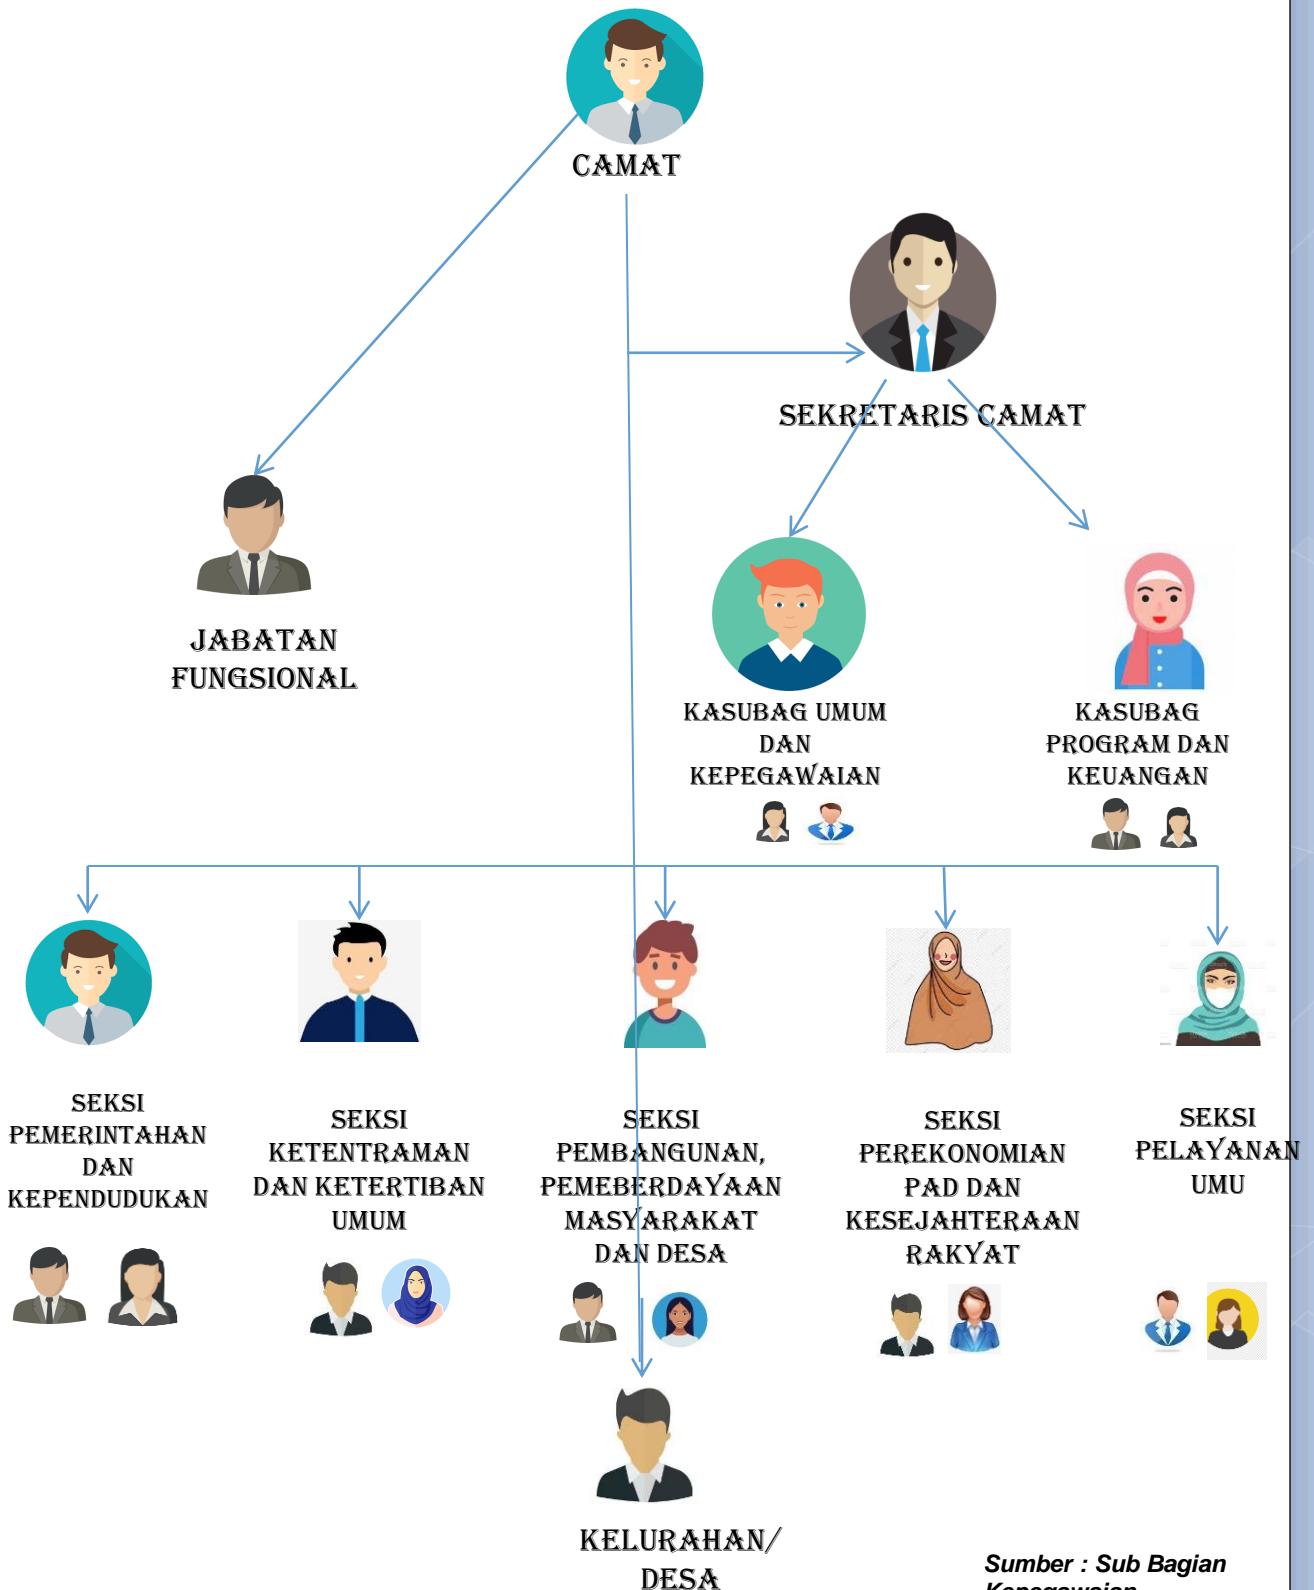 CAMAT
SEKRETARIS CAMAT
JABATAN
FUNGSIONAL
KASUBAG UMUM
DAN
KEPEGAWAIAN
KASUBAG
PROGRAM DAN
KEUANGAN
SEKSI
PEMERINTAHAN
DAN
KEPENDUDUKAN
SEKSI
KETENTRAMAN
DAN KETERTIBAN
UMUM
SEKSI
PEMBANGUNAN,
PEMEBERDAYAAN
MASYARAKAT
DAN DESA
SEKSI
PEREKONOMIAN
PAD DAN
KESEJAHTERAAN
RAKYAT
SEKSI
PELAYANAN
UMU
KELURAHAN/
DESA
Sumber : Sub Bagian
Kepegawaian